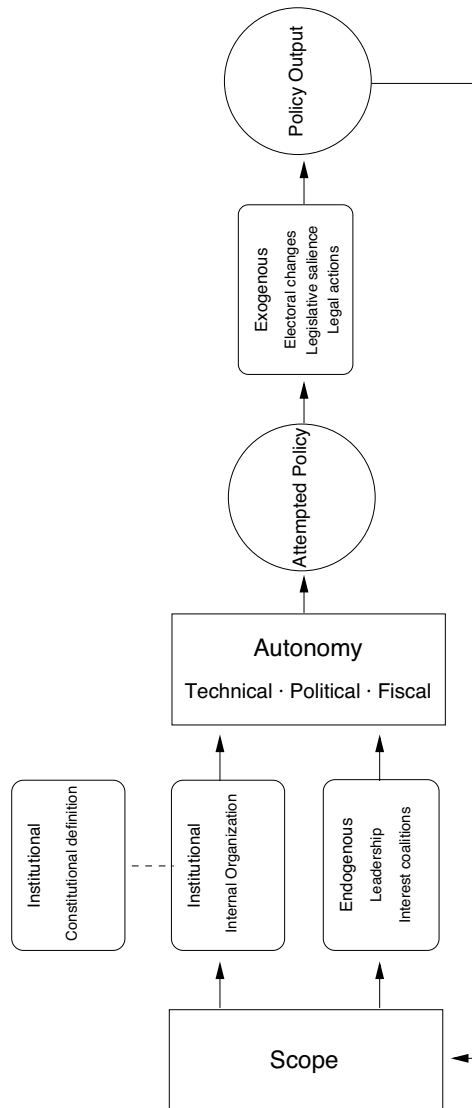 Policy Output
Exogenous
Electoral changes
Legislative salience
Legal actions
Attempted Policy
Autonomy
Technical · Political · Fiscal
Institutional
Constitutional definition
Institutional
Internal Organization
Endogenous
Leadership
Interest coalitions
Scope